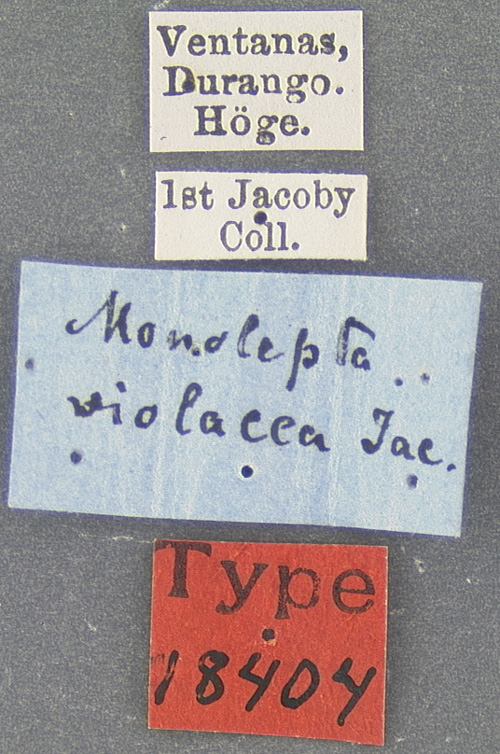 Ventanas,
Durango.
Höge.
1st Jacoby
Coll.
Monolepta
violacea Jac.
Type
18404